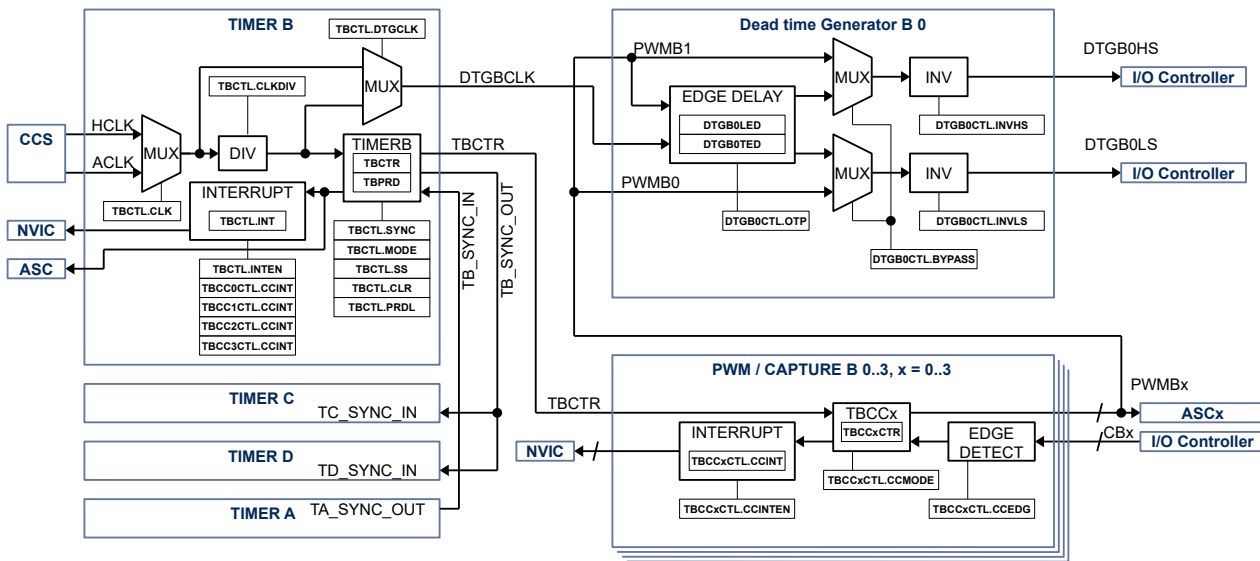 TIMER B
TBCTL.DTGCLK
MUX
DTGBCLK
TBCTL.CLKDIV
CCS
HCLK
ACLK
MUX
DIV
TIMERB
TBCTR
TBPRD
TBCTR
TBCTL.CLK
INTERRUPT
TBCTL.INT
NVIC
ASC
TBCTL.INTEN
TBCC0CTL.CCINT
TBCC1CTL.CCINT
TBCC2CTL.CCINT
TBCC3CTL.CCINT
TBCTL.SYNC
TBCTL.MODE
TBCTL.SS
TBCTL.CLR
TBCTL.PRDL
TB_SYNC_IN
TB_SYNC_OUT
TIMER C
TC_SYNC_IN
TIMER D
TD_SYNC_IN
TIMER A
TA_SYNC_OUT
Dead time Generator B 0
PWMB1
MUX
INV
DTGB0HS
I/O Controller
EDGE DELAY
DTGB0LED
DTGB0TED
DTGB0CTL.INVHS
PWMB0
MUX
INV
DTGB0LS
I/O Controller
DTGB0CTL.OTP
DTGB0CTL.INVLS
DTGB0CTL.BYPASS
PWM / CAPTURE B 0..3, x = 0..3
TBCTR
TBCCx
TBCCxCTR
PWMBx
ASCx
INTERRUPT
TBCCxCTL.CCINT
EDGE
DETECT
CBx
I/O Controller
NVIC
TBCCxCTL.CCMODE
TBCCxCTL.CCINTEN
TBCCxCTL.CCEDG